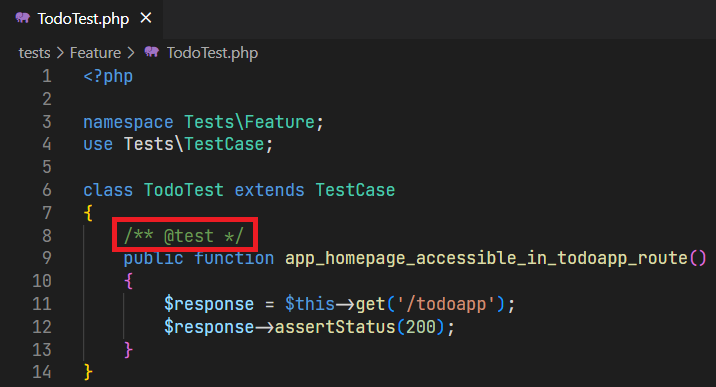 TodoTest.php ×
tests > Feature > TodoTest.php
1 <?php
2
3 namespace Tests\Feature;
4 use Tests\TestCase;
5
6 class TodoTest extends TestCase
7 {
8 /** @test */
9 public function app_homepage_accessible_in_todoapp_route()
10 {
11 $response = $this->get('/todoapp');
12 $response->assertStatus(200);
13 }
14 }